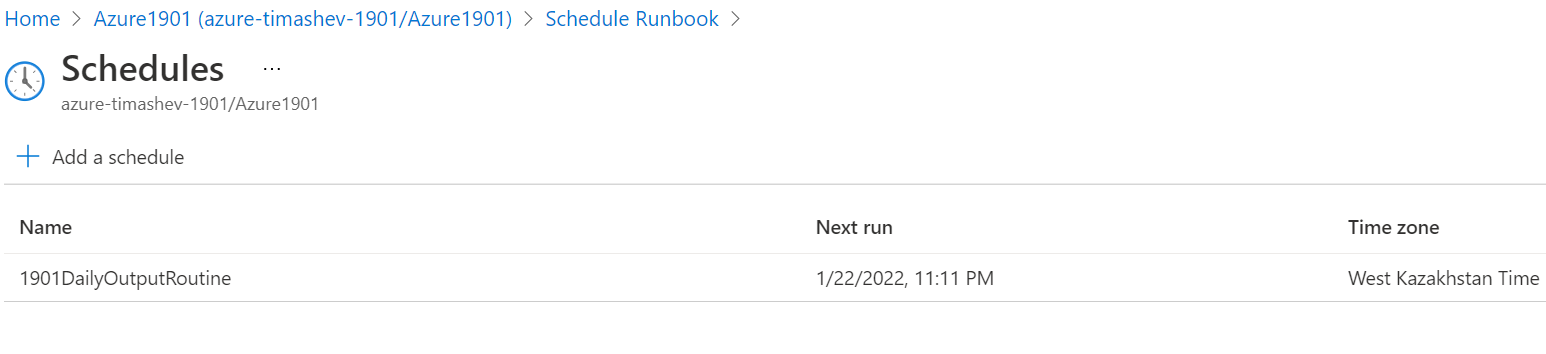 Home > Azure1901 (azure-timashev-1901/Azure1901) > Schedule Runbook >
Schedules ...
azure-timashev-1901/Azure1901
+ Add a schedule
Name Next run Time zone
1901DailyOutputRoutine 1/22/2022, 11:11 PM West Kazakhstan Time